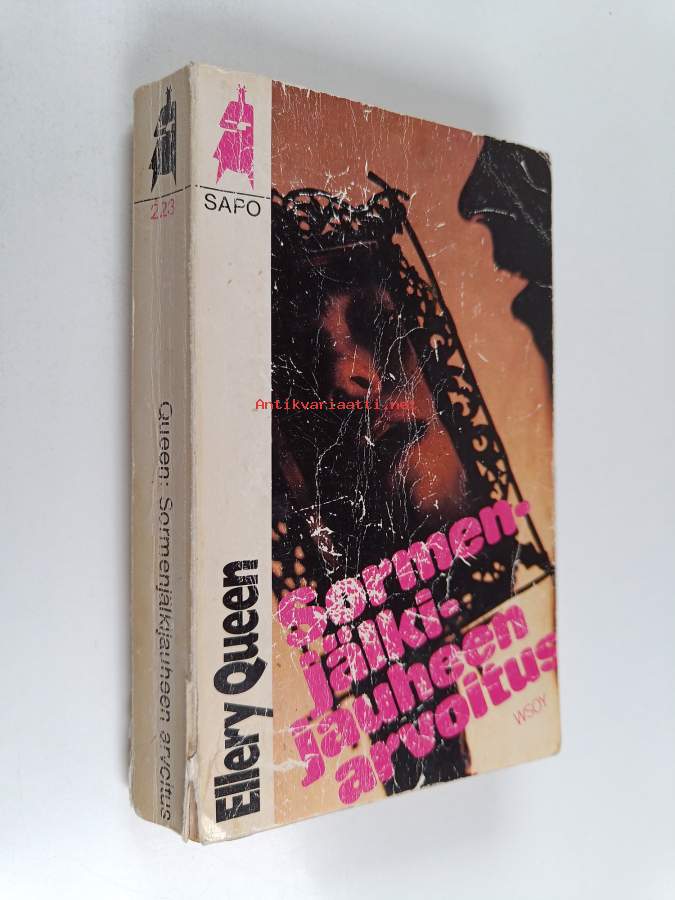 223
Queen: Sormenjälkijauheen arvoitus
SAPO
Ellery Queen
Sormen-
jälki-
jauheen
arvoitus
WSOY
Antikvariaatti.net